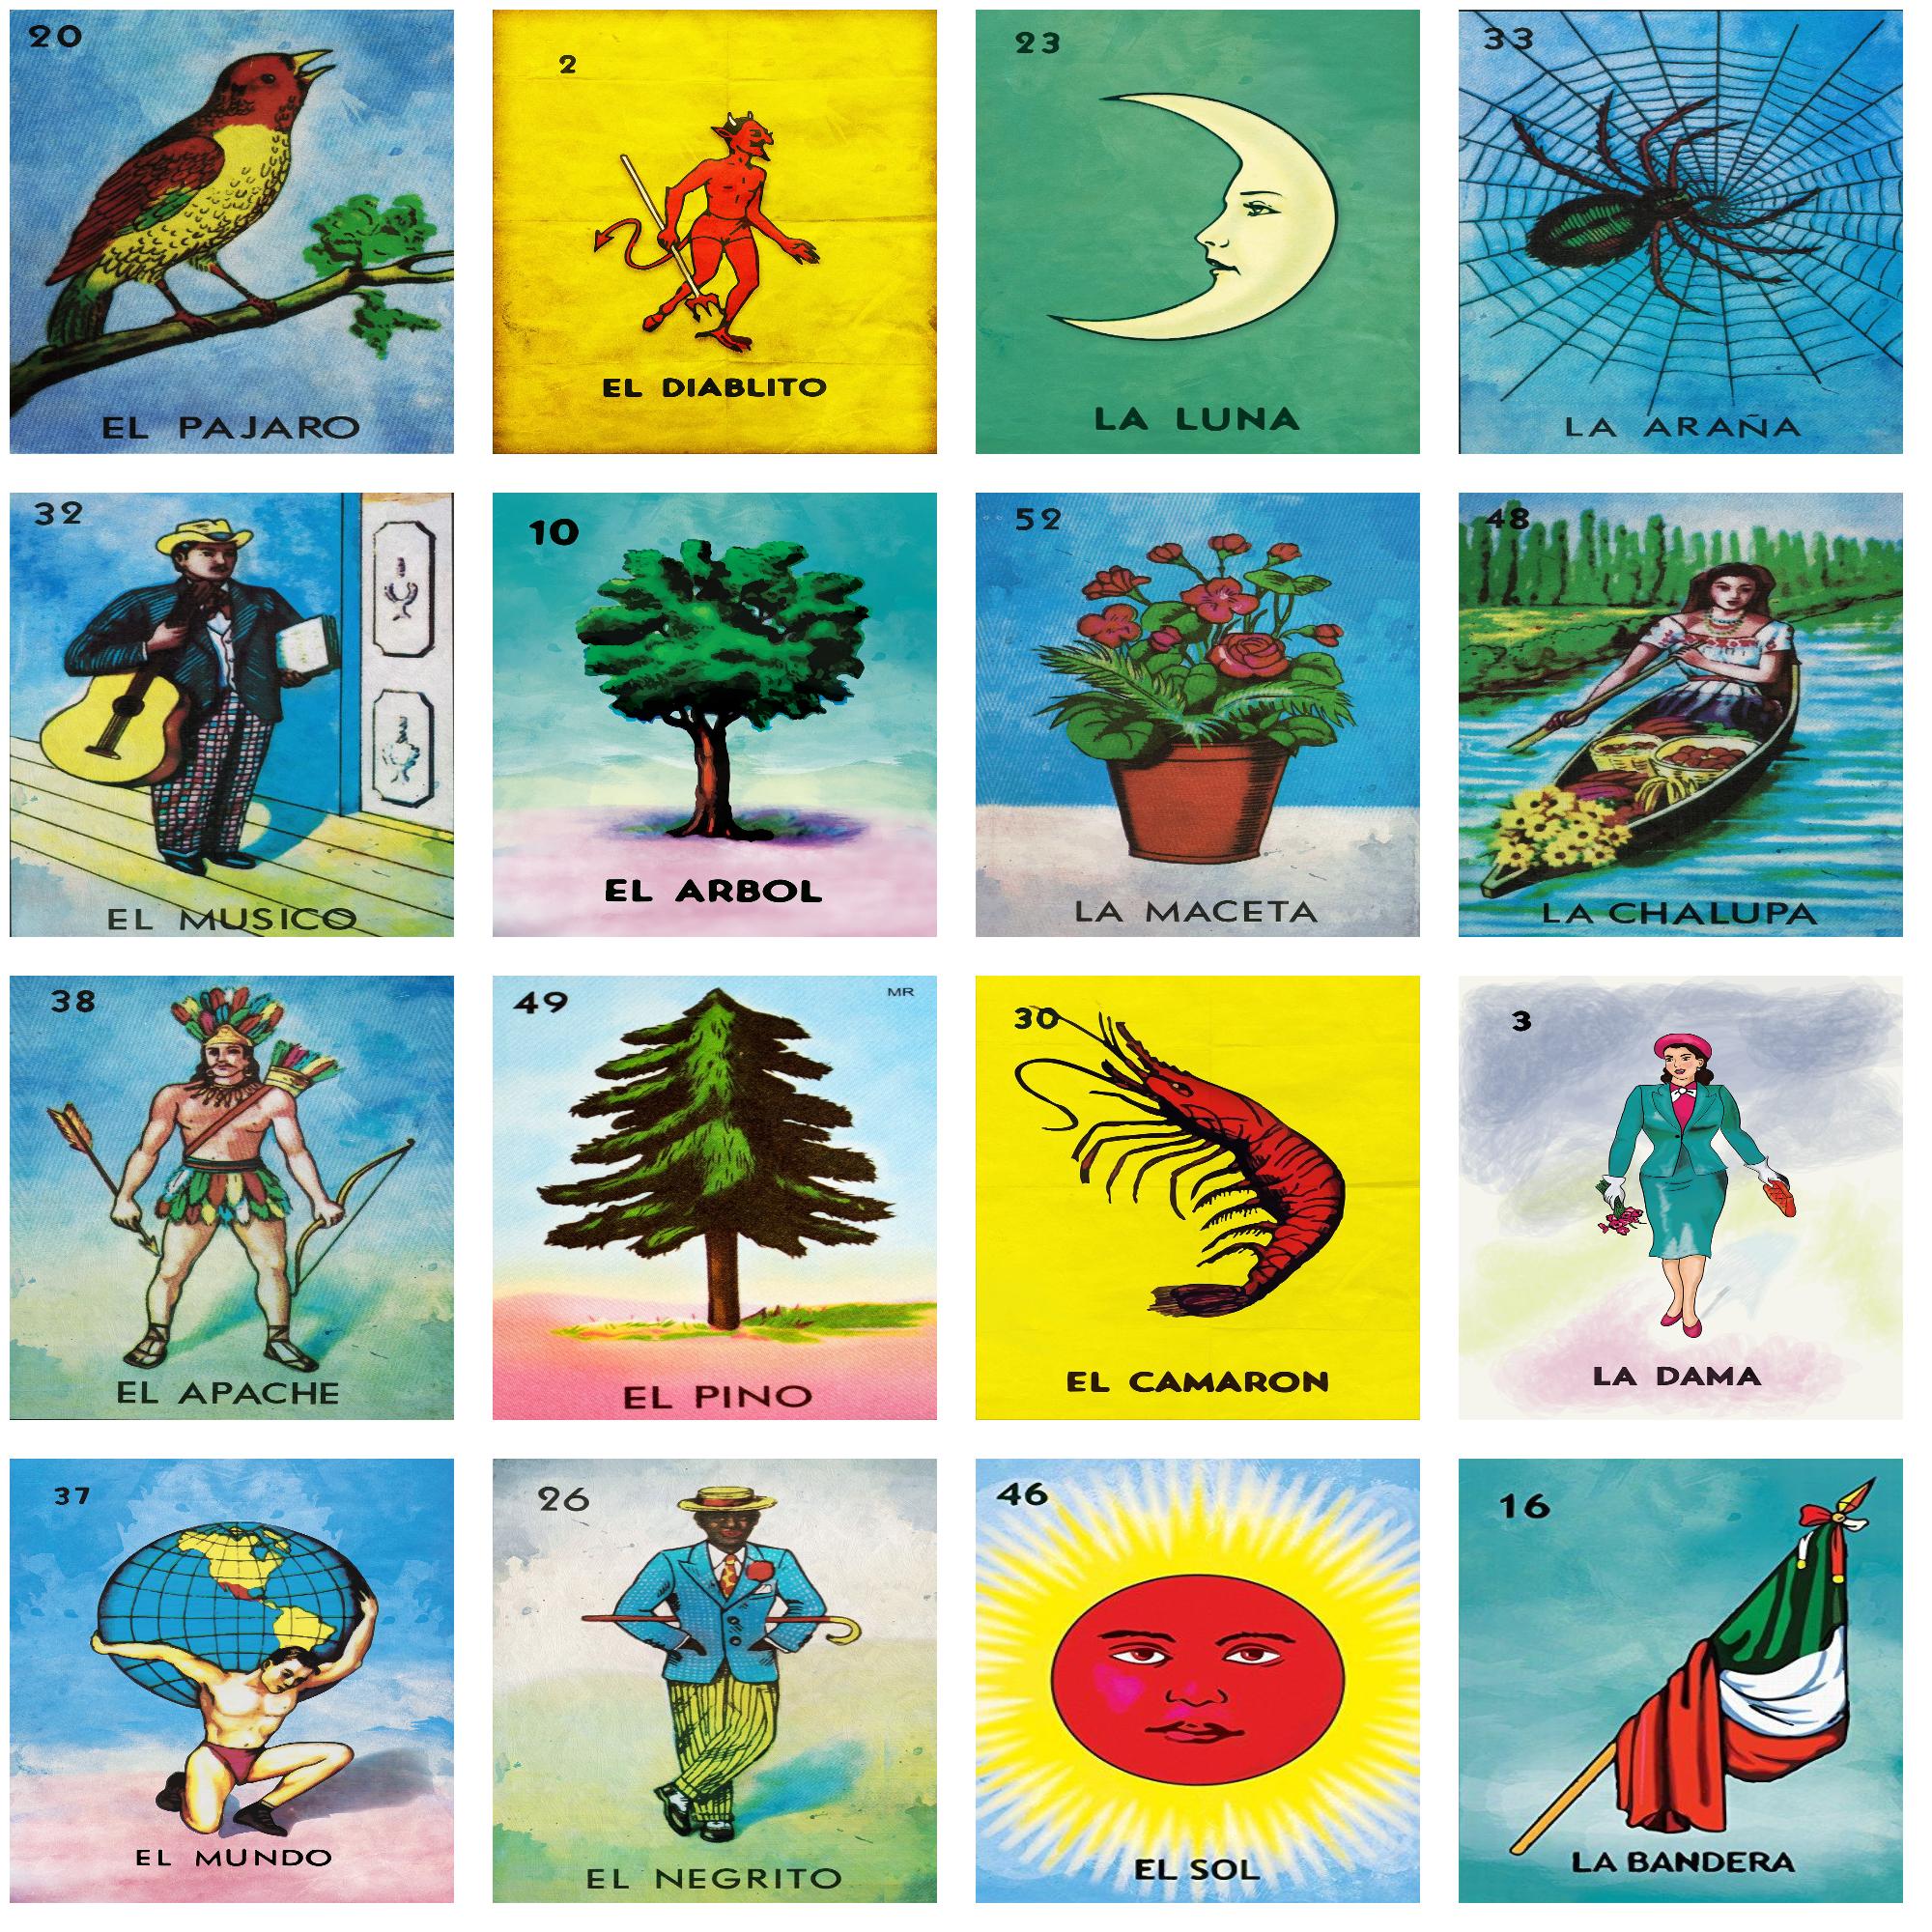 20
EL PAJARO
2
EL DIABLITO
23
LA LUNA
33
LA ARAÑA
32
EL MUSICO
10
EL ARBOL
52
LA MACETA
48
LA CHALUPA
38
EL APACHE
49
MR
EL PINO
30
EL CAMARON
3
LA DAMA
37
EL MUNDO
26
EL NEGRITO
46
EL SOL
16
LA BANDERA